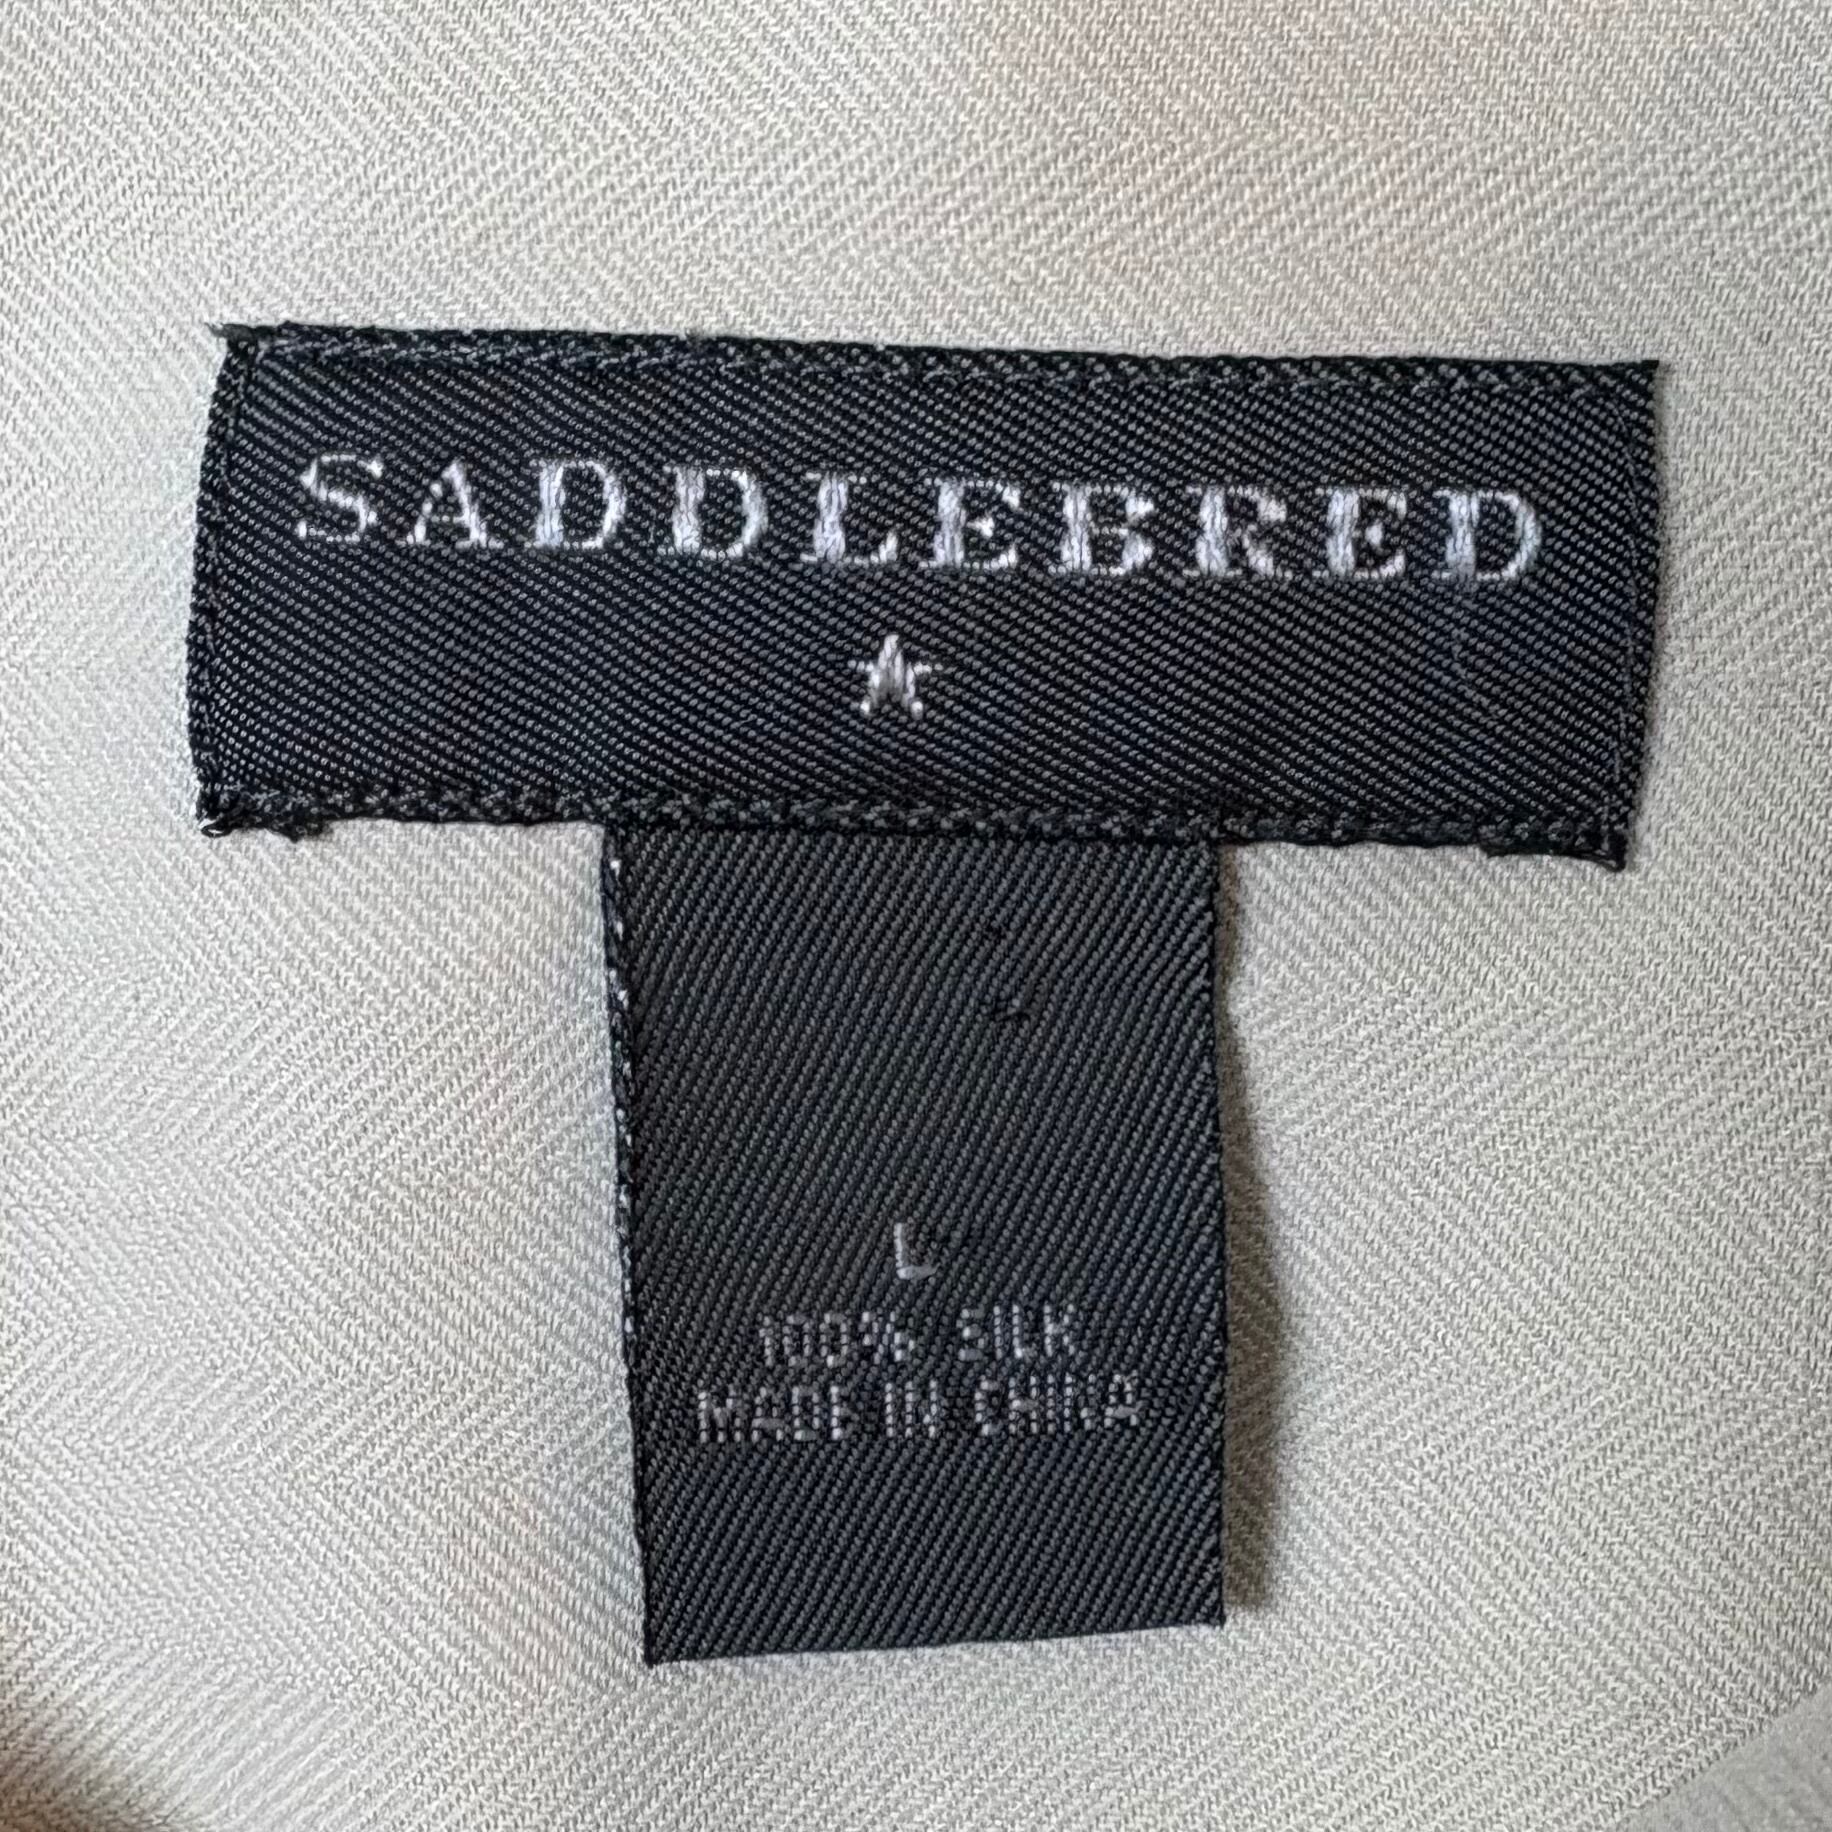 SADDLEBRED
L
100% SILK
MADE IN CHINA